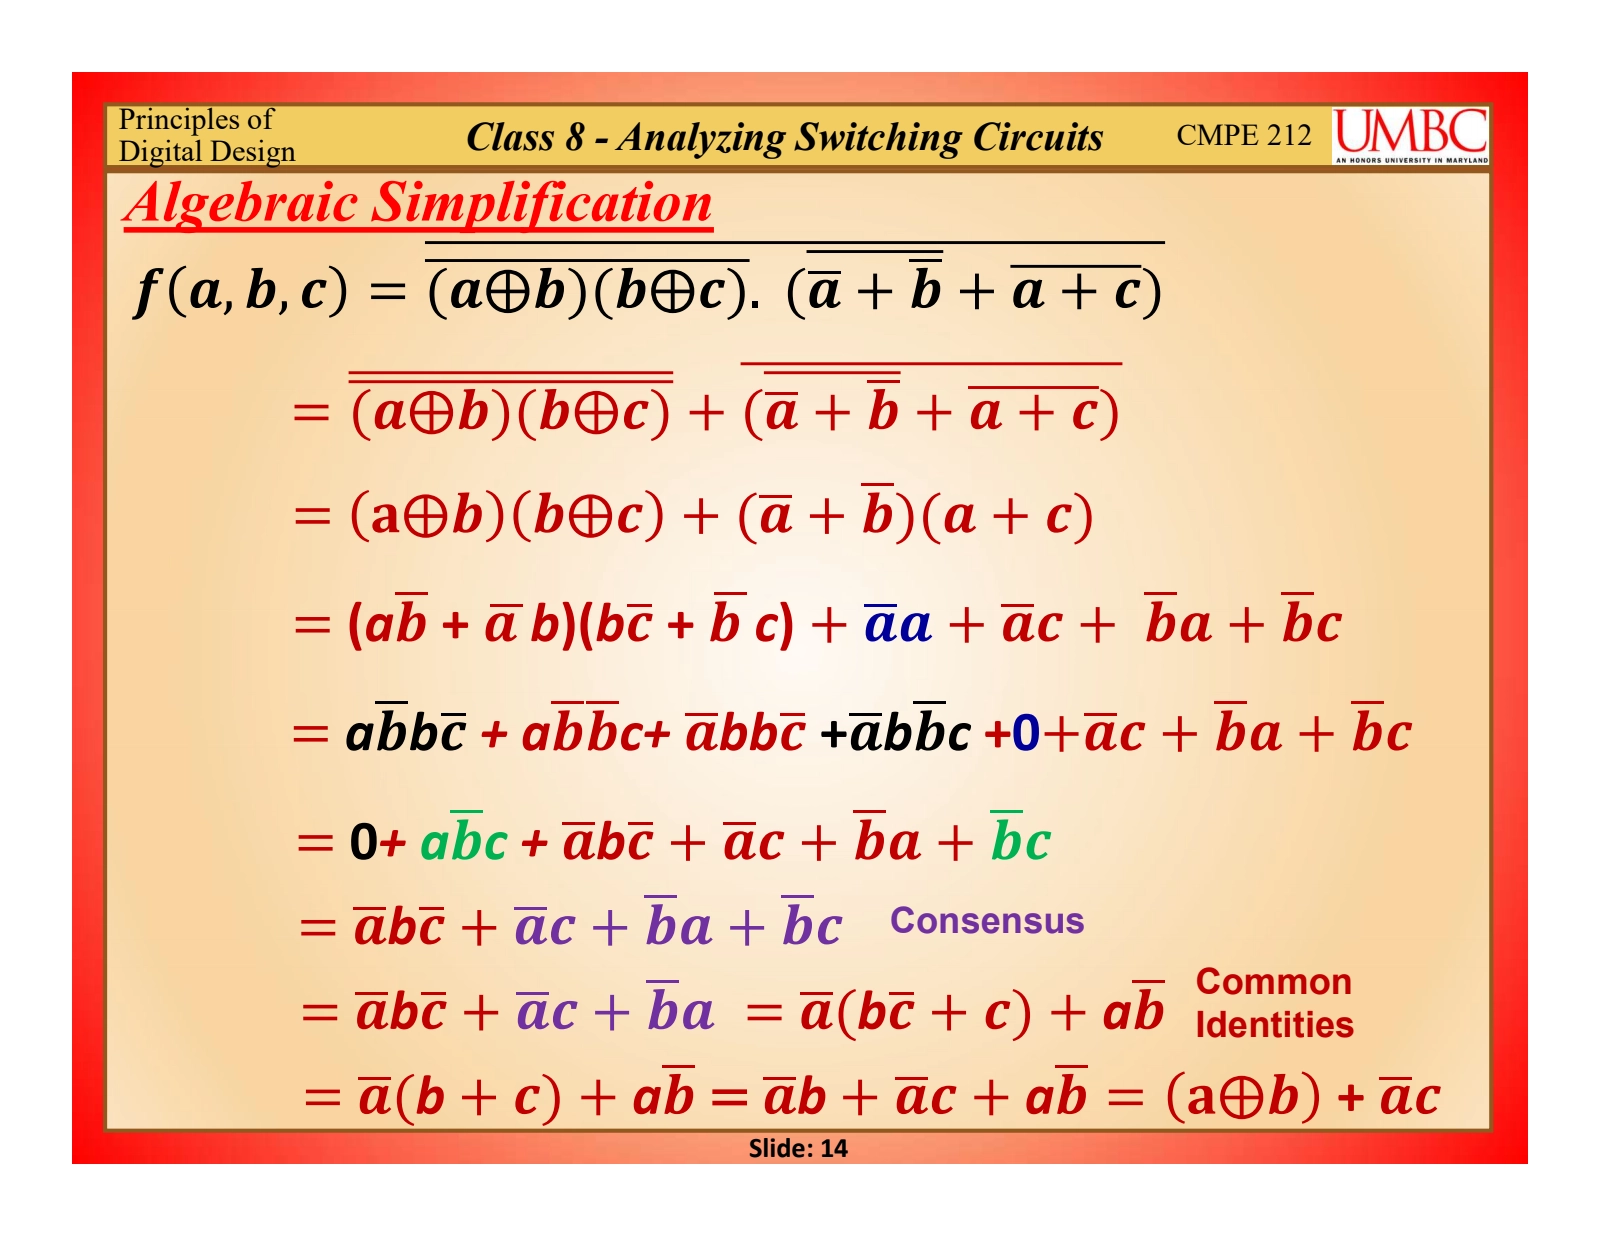 Principles of
Digital Design
Class 8 - Analyzing Switching Circuits
CMPE 212
UMBC
AN HONORS UNIVERSITY IN MARYLAND
Algebraic Simplification
$f(a, b, c) = \overline{\overline{(a \oplus b)(b \oplus c)}.\ (\overline{\overline{a} + \overline{b}} + \overline{a + c})}$
$= \overline{\overline{(a \oplus b)(b \oplus c)}} + \overline{(\overline{\overline{a} + \overline{b}} + \overline{a + c})}$
$= (a \oplus b)(b \oplus c) + (\overline{a} + \overline{b})(a + c)$
$= (a\overline{b} + \overline{a}\,b)(b\overline{c} + \overline{b}\,c) + \overline{a}a + \overline{a}c + \overline{b}a + \overline{b}c$
$= a\overline{b}b\overline{c} + a\overline{b}\overline{b}c + \overline{a}bb\overline{c} + \overline{a}b\overline{b}c + 0 + \overline{a}c + \overline{b}a + \overline{b}c$
$= 0 + a\overline{b}c + \overline{a}b\overline{c} + \overline{a}c + \overline{b}a + \overline{b}c$
$= \overline{a}b\overline{c} + \overline{a}c + \overline{b}a + \overline{b}c$ Consensus
$= \overline{a}b\overline{c} + \overline{a}c + \overline{b}a = \overline{a}(b\overline{c} + c) + a\overline{b}$
Common
Identities
$= \overline{a}(b + c) + a\overline{b} = \overline{a}b + \overline{a}c + a\overline{b} = (a \oplus b) + \overline{a}c$
Slide: 14